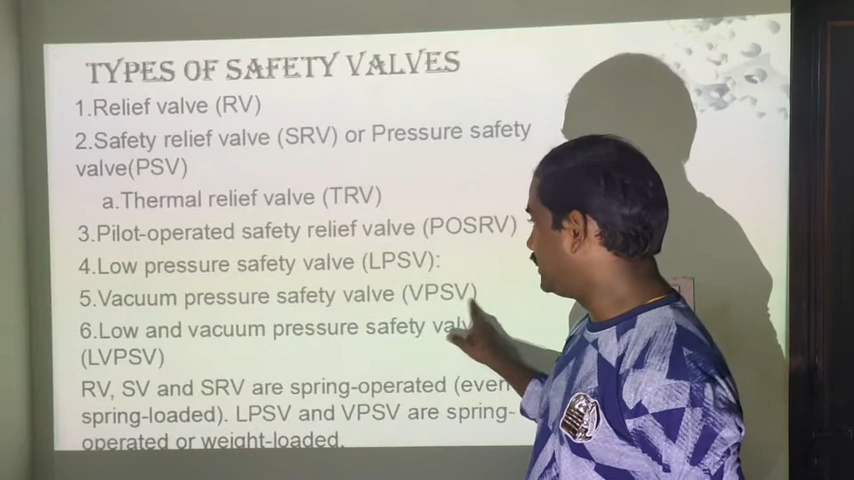 TYPES OF SAFETY VALVES
1.Relief valve (RV)
2.Safety relief valve (SRV) or Pressure safety
valve(PSV)
a.Thermal relief valve (TRV)
3.Pilot-operated safety relief valve (POSRV)
4.Low pressure safety valve (LPSV):
5.Vacuum pressure safety valve (VPSV)
6.Low and vacuum pressure safety
(LVPSV)
RV, SV and SRV are spring-operated (even
spring-loaded). LPSV and VPSV are spring-
operated or weight-loaded.